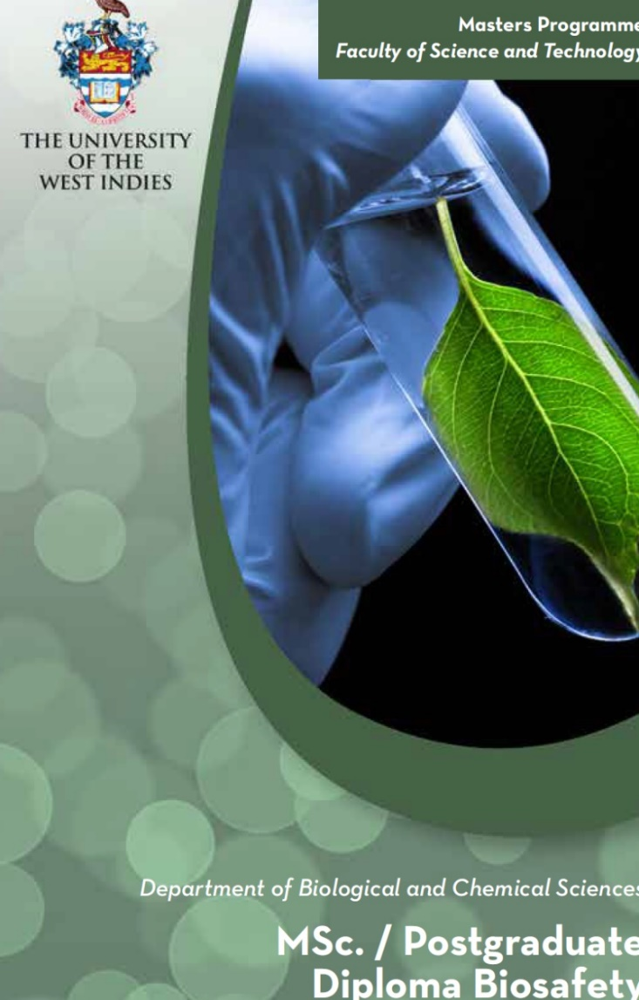 Masters Programme
Faculty of Science and Technology
THE UNIVERSITY
OF THE
WEST INDIES
Department of Biological and Chemical Sciences
MSc. / Postgraduate
Diploma Biosafety